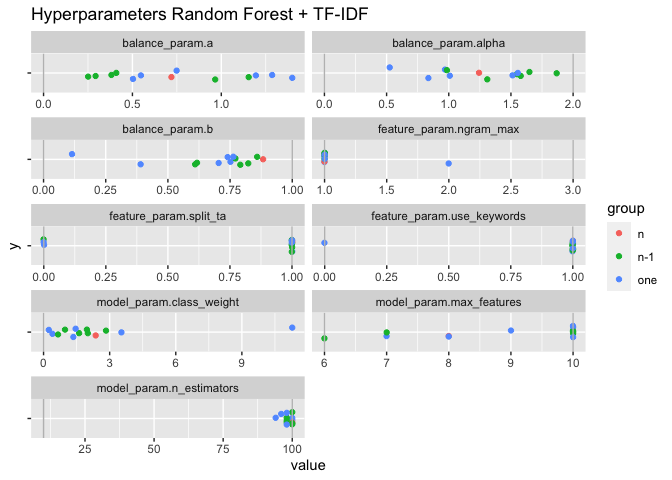 Hyperparameters Random Forest + TF-IDF
balance_param.a
balance_param.alpha
0.0 0.5 1.0
0.0 0.5 1.0 1.5 2.0
balance_param.b
feature_param.ngram_max
0.00 0.25 0.50 0.75 1.00
1.0 1.5 2.0 2.5 3.0
feature_param.split_ta
feature_param.use_keywords
0.00 0.25 0.50 0.75 1.00
0.00 0.25 0.50 0.75 1.00
model_param.class_weight
model_param.max_features
0 3 6 9
6 7 8 9 10
model_param.n_estimators
25 50 75 100
value
y
group
n
n-1
one